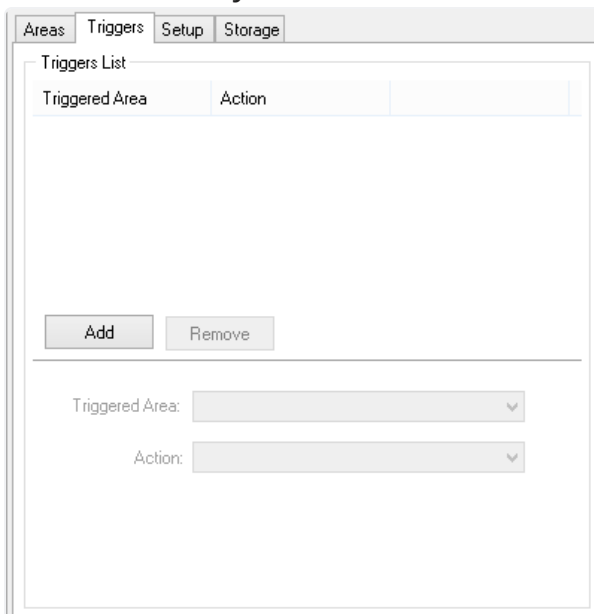 Areas Triggers Setup Storage
Triggers List
Triggered Area Action
Add Remove
Triggered Area:
Action: